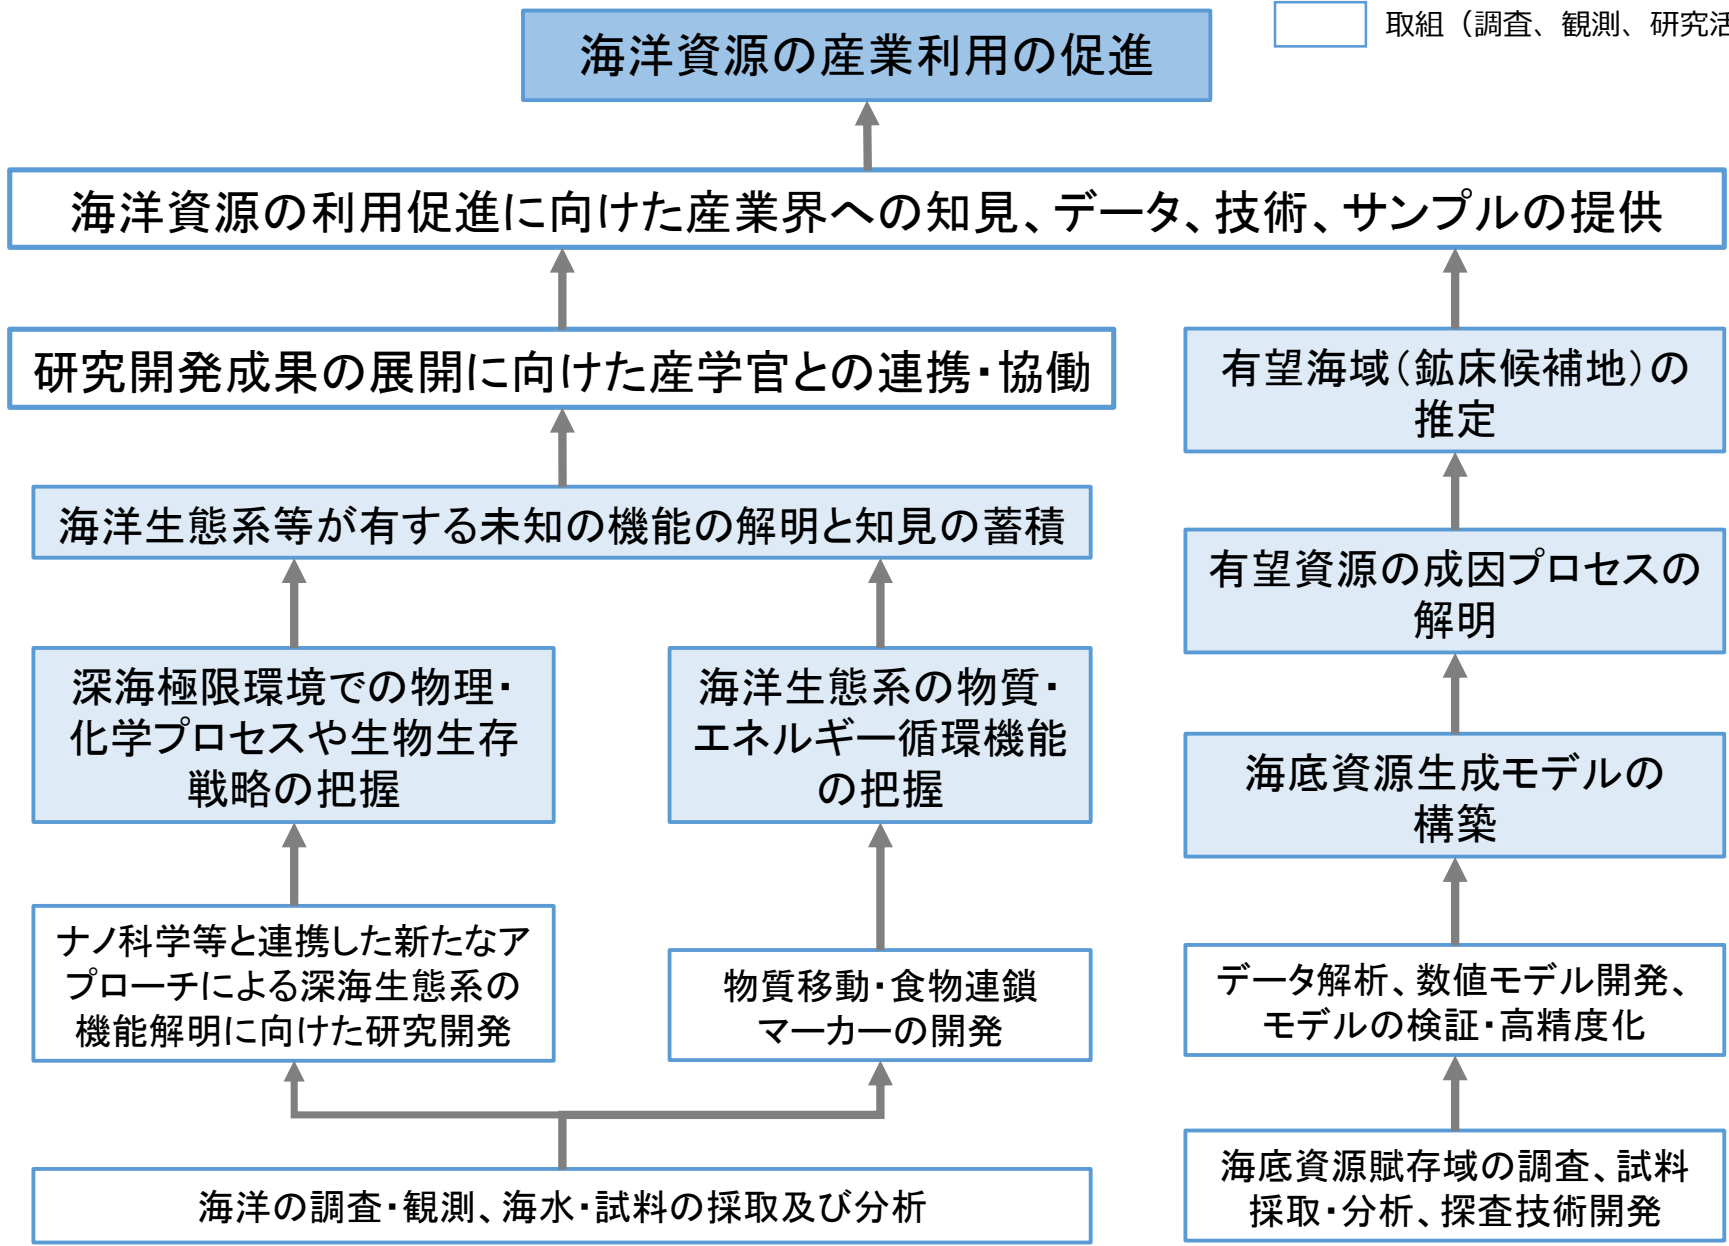 海洋資源の産業利用の促進
取組（調査、観測、研究活
海洋資源の利用促進に向けた産業界への知見、データ、技術、サンプルの提供
研究開発成果の展開に向けた産学官との連携・協働
海洋生態系等が有する未知の機能の解明と知見の蓄積
深海極限環境での物理・
化学プロセスや生物生存
戦略の把握
海洋生態系の物質・
エネルギー循環機能
の把握
ナノ科学等と連携した新たなア
プローチによる深海生態系の
機能解明に向けた研究開発
物質移動・食物連鎖
マーカーの開発
海洋の調査・観測、海水・試料の採取及び分析
有望海域（鉱床候補地）の
推定
有望資源の成因プロセスの
解明
海底資源生成モデルの
構築
データ解析、数値モデル開発、
モデルの検証・高精度化
海底資源賦存域の調査、試料
採取・分析、探査技術開発